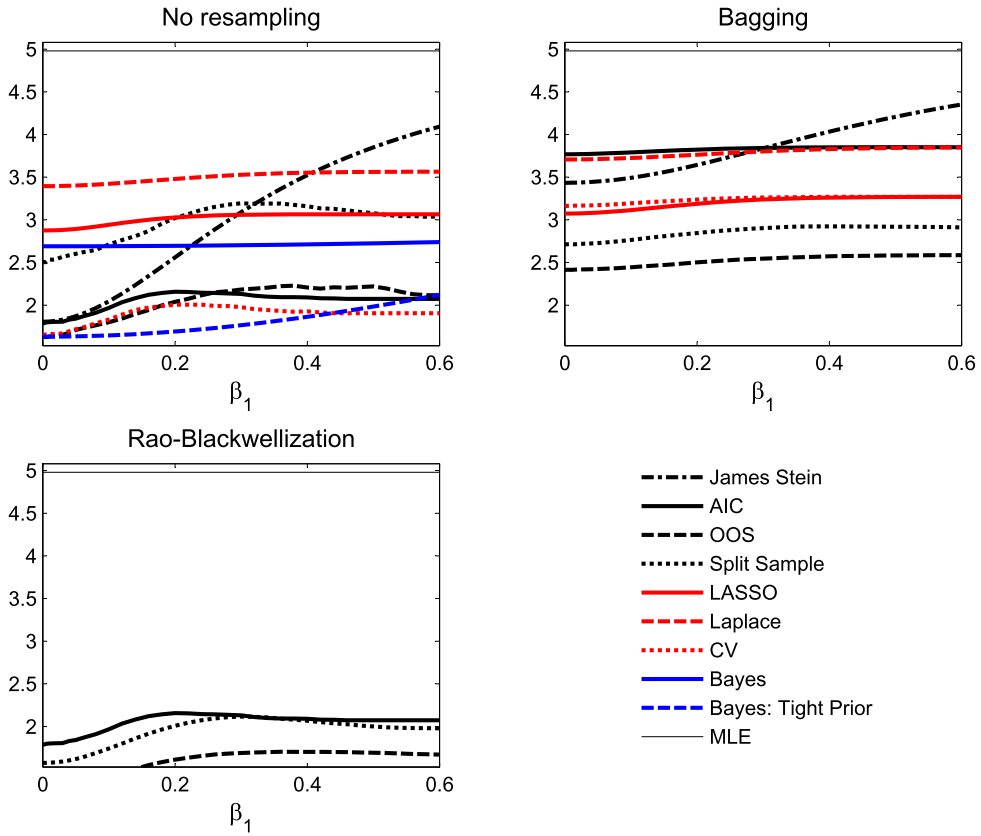 No resampling
5
4.5
4
3.5
3
2.5
2
0 0.2 0.4 0.6
β1
Bagging
5
4.5
4
3.5
3
2.5
2
0 0.2 0.4 0.6
β1
Rao-Blackwellization
5
4.5
4
3.5
3
2.5
2
0 0.2 0.4 0.6
β1
James Stein
AIC
OOS
Split Sample
LASSO
Laplace
CV
Bayes
Bayes: Tight Prior
MLE